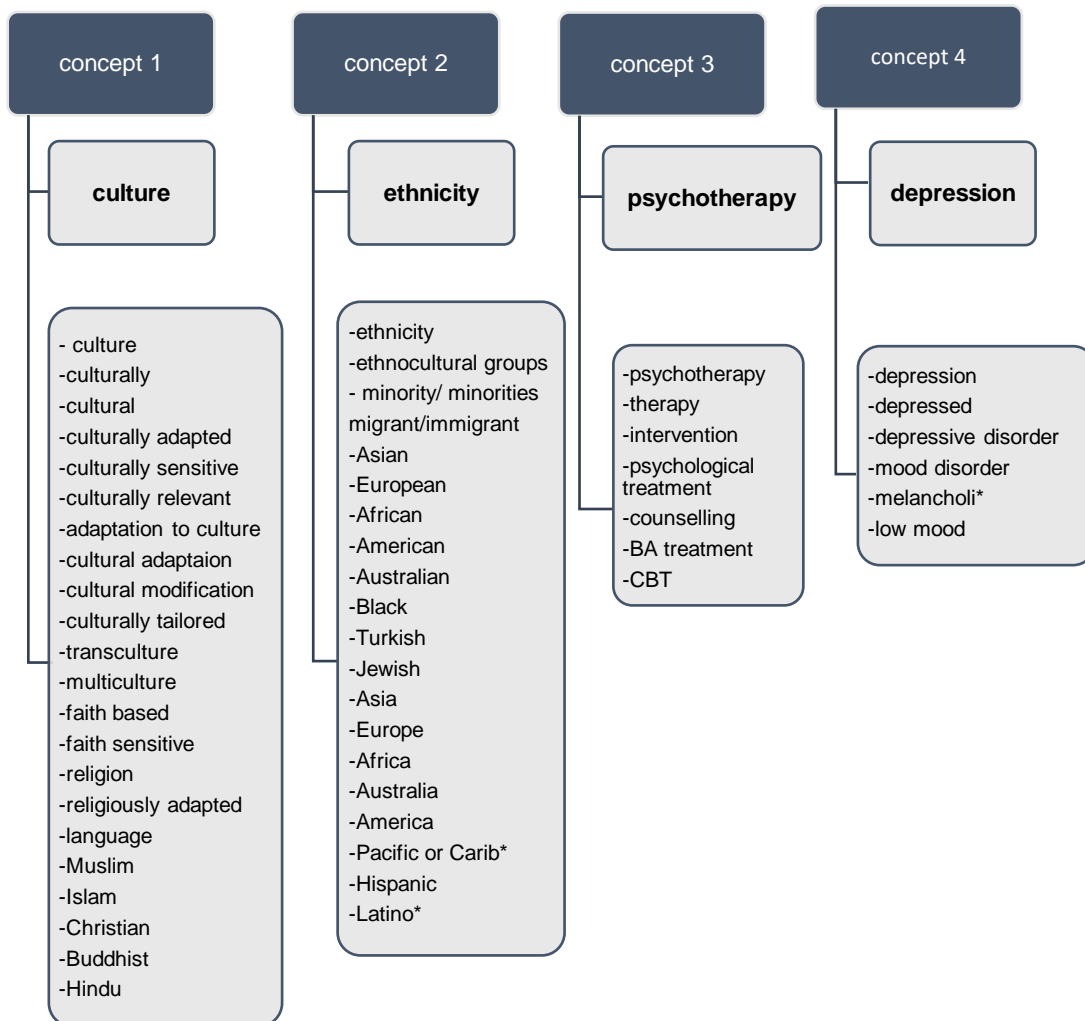 concept 1
culture
- culture
-culturally
-cultural
-culturally adapted
-culturally sensitive
-culturally relevant
-adaptation to culture
-cultural adaptaion
-cultural modification
-culturally tailored
-transculture
-multiculture
-faith based
-faith sensitive
-religion
-religiously adapted
-language
-Muslim
-Islam
-Christian
-Buddhist
-Hindu
concept 2
ethnicity
-ethnicity
-ethnocultural groups
- minority/ minorities
migrant/immigrant
-Asian
-European
-African
-American
-Australian
-Black
-Turkish
-Jewish
-Asia
-Europe
-Africa
-Australia
-America
-Pacific or Carib*
-Hispanic
-Latino*
concept 3
psychotherapy
-psychotherapy
-therapy
-intervention
-psychological
treatment
-counselling
-BA treatment
-CBT
concept 4
depression
-depression
-depressed
-depressive disorder
-mood disorder
-melancholi*
-low mood